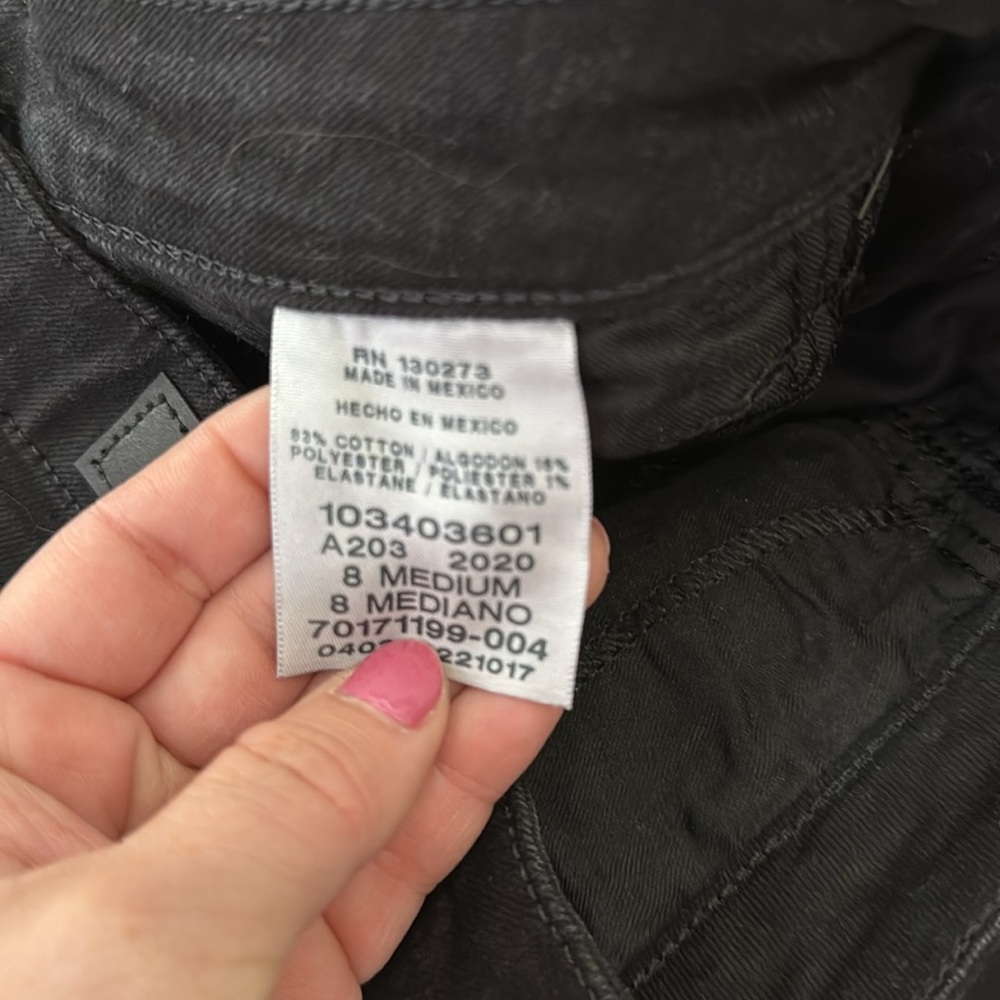 RN 130273
MADE IN MEXICO
HECHO EN MEXICO
COTTON / ALGODON 16%
POLYESTER / POLIESTER 1%
ELASTANE / ELASTANO
103403601
A203 2020
8 MEDIUM
8 MEDIANO
70171199-004
221017